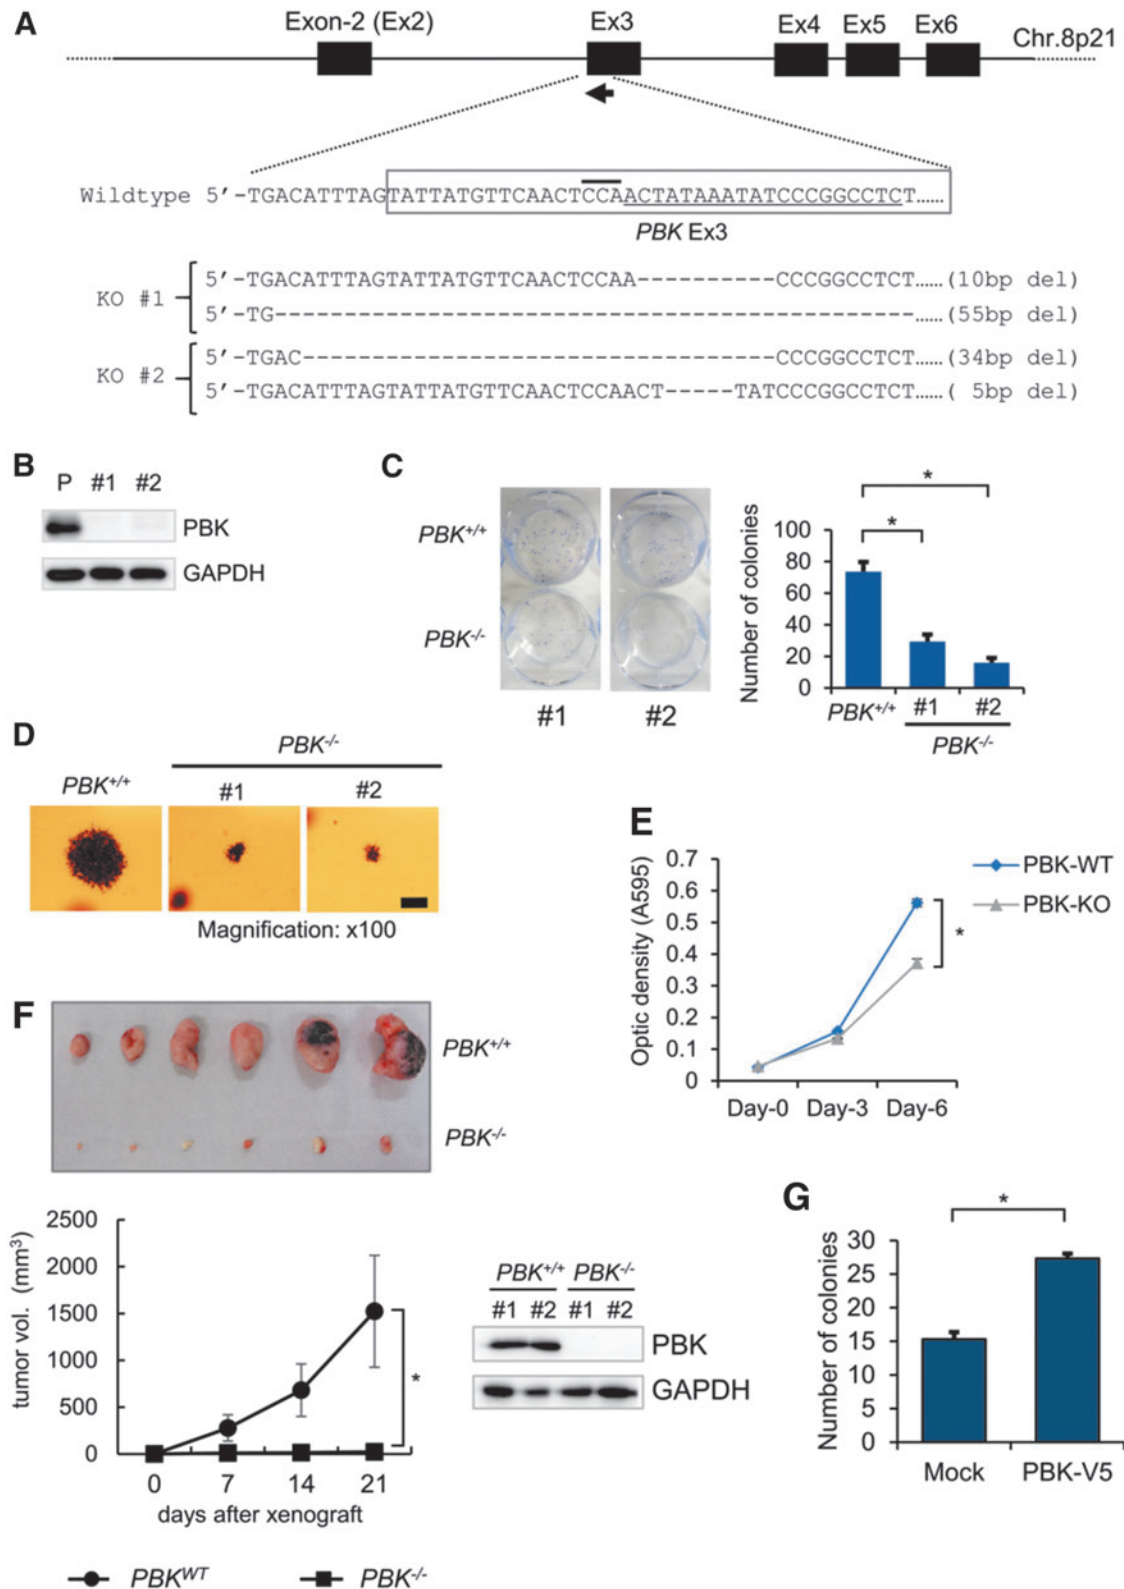 A
Exon-2 (Ex2) Ex3 Ex4 Ex5 Ex6 Chr.8p21
Wildtype 5′-TGACATTTAGTATTATGTTCAACTCCAACTATAAATATCCCGGCCTCT......
PBK Ex3
KO #1
5′-TGACATTTAGTATTATGTTCAACTCCAA----------CCCGGCCTCT......(10bp del)
5′-TG----------------------------------------------......(55bp del)
KO #2
5′-TGAC----------------------------------CCCGGCCTCT......(34bp del)
5′-TGACATTTAGTATTATGTTCAACTCCAACT-----TATCCCGGCCTCT......( 5bp del)
B
P #1 #2
PBK
GAPDH
C
PBK+/+
PBK-/-
#1 #2
Number of colonies
100
80
60
40
20
0
*
*
PBK+/+ #1 #2
PBK-/-
D
PBK-/-
PBK+/+ #1 #2
Magnification: x100
E
Optic density (A595)
0.7
0.6
0.5
0.4
0.3
0.2
0.1
0
Day-0 Day-3 Day-6
PBK-WT
PBK-KO
*
F
PBK+/+
PBK-/-
tumor vol. (mm3)
2500
2000
1500
1000
500
0
0 7 14 21
days after xenograft
*
PBKWT PBK-/-
PBK+/+ PBK-/-
#1 #2 #1 #2
PBK
GAPDH
G
*
Number of colonies
30
25
20
15
10
5
0
Mock PBK-V5